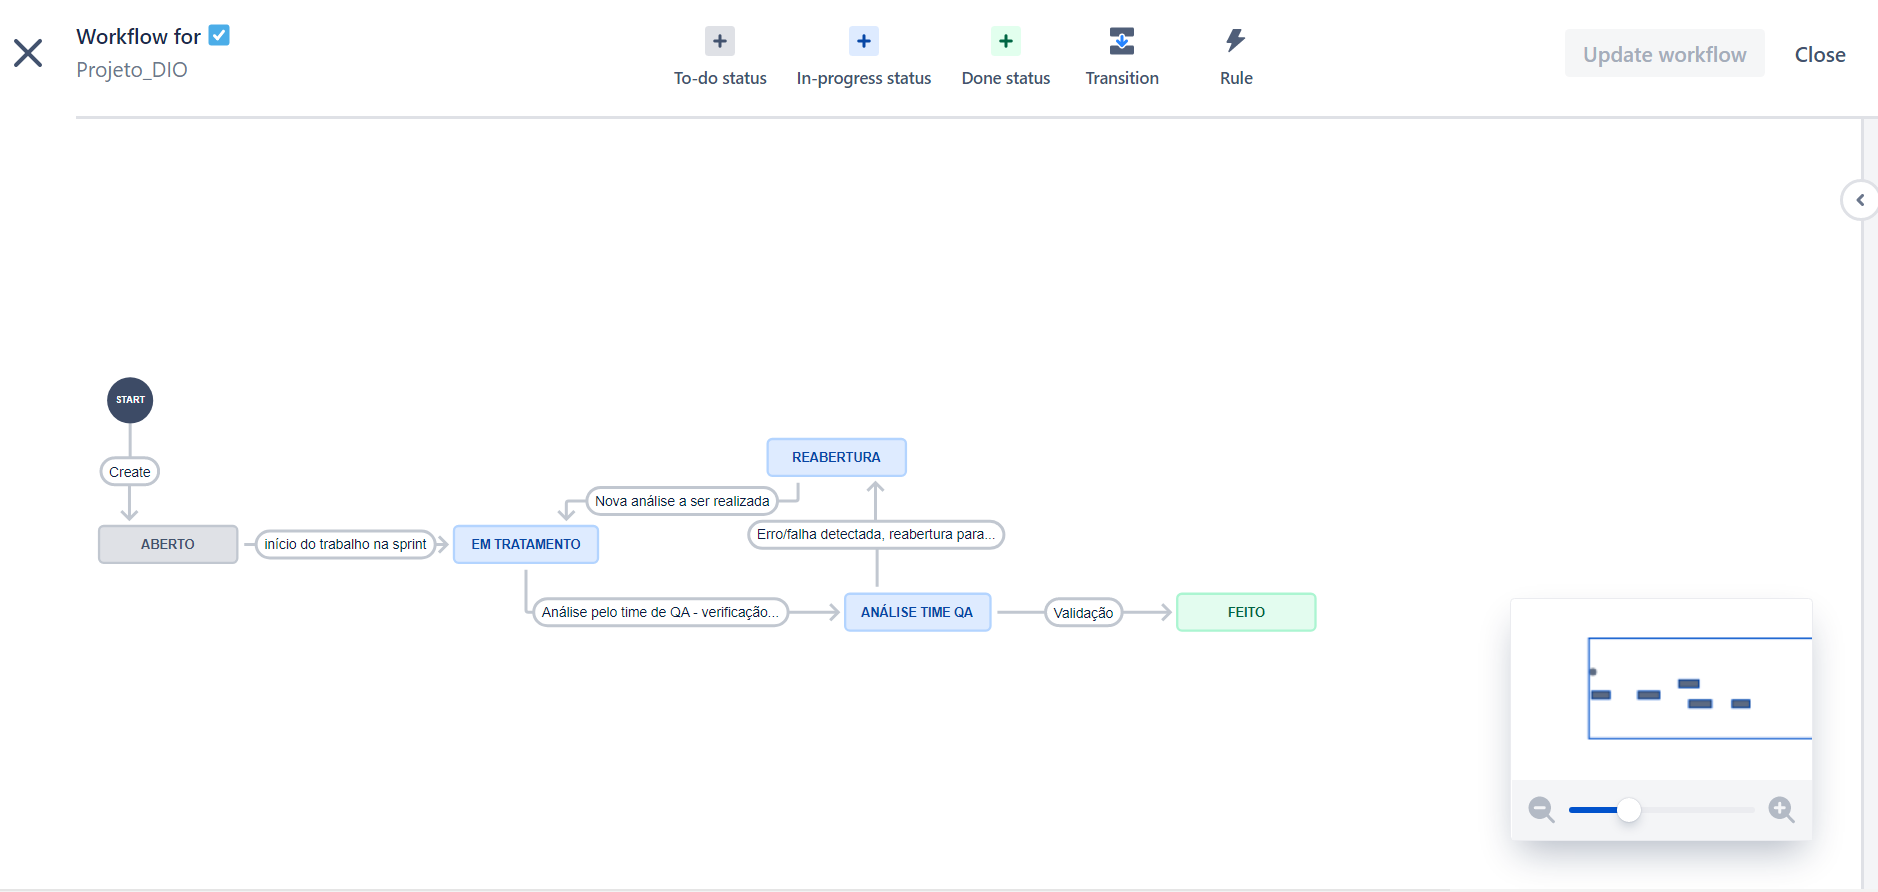 Workflow for
Projeto_DIO
To-do status
In-progress status
Done status
Transition
Rule
Update workflow
Close
START
Create
ABERTO
início do trabalho na sprint
EM TRATAMENTO
REABERTURA
Nova análise a ser realizada
Erro/falha detectada, reabertura para...
Análise pelo time de QA - verificação...
ANÁLISE TIME QA
Validação
FEITO